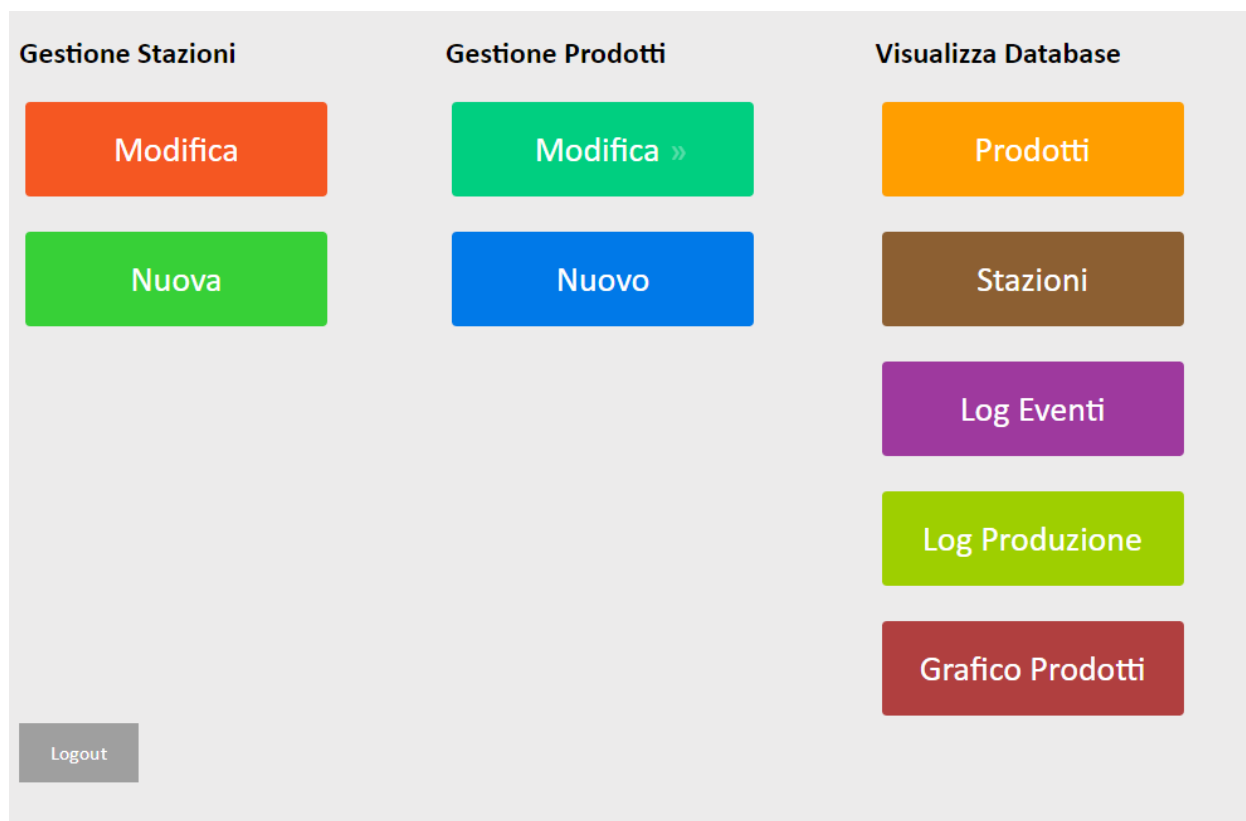 Gestione Stazioni
Modifica
Nuova
Gestione Prodotti
Modifica »
Nuovo
Visualizza Database
Prodotti
Stazioni
Log Eventi
Log Produzione
Grafico Prodotti
Logout